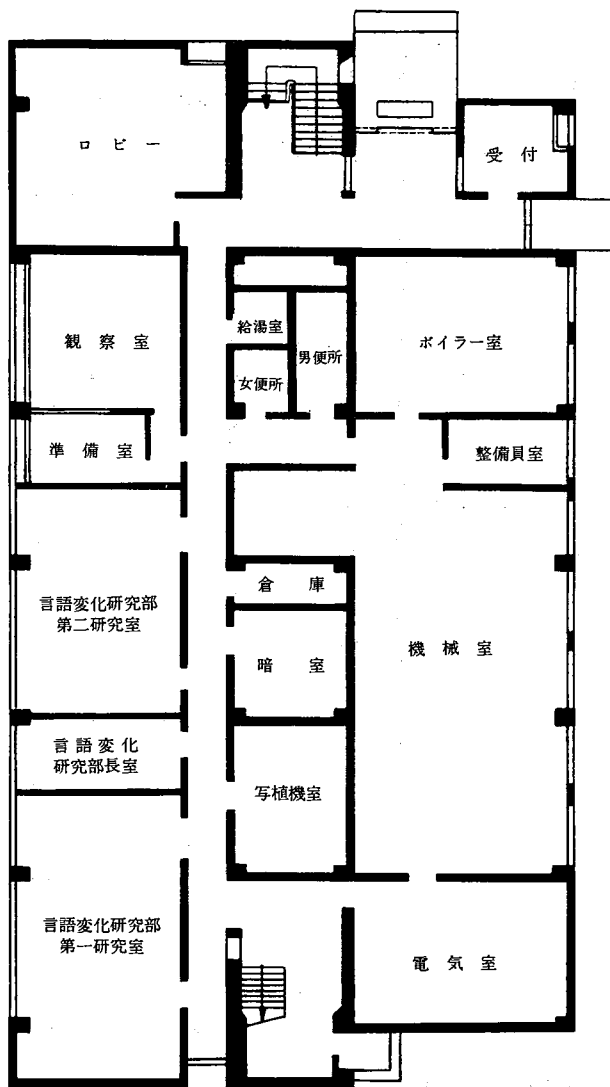 ロビー
受付
観察室
給湯室
男便所
女便所
ボイラー室
準備室
整備員室
言語変化研究部
第二研究室
倉庫
暗室
機械室
言語変化
研究部長室
写植機室
言語変化研究部
第一研究室
電気室